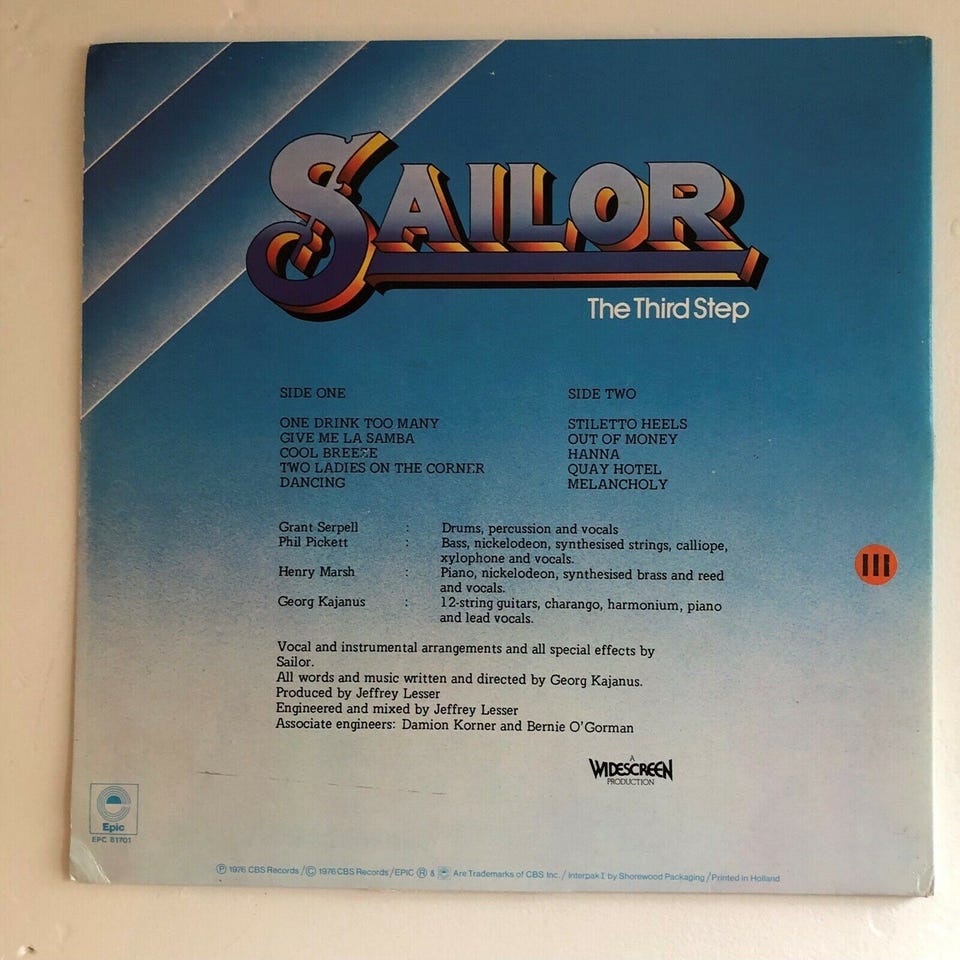 SAILOR
The Third Step
SIDE ONE
ONE DRINK TOO MANY
GIVE ME LA SAMBA
COOL BREEZE
TWO LADIES ON THE CORNER
DANCING
SIDE TWO
STILETTO HEELS
OUT OF MONEY
HANNA
QUAY HOTEL
MELANCHOLY
Grant Serpell : Drums, percussion and vocals
Phil Pickett : Bass, nickelodeon, synthesised strings, calliope,
xylophone and vocals.
Henry Marsh : Piano, nickelodeon, synthesised brass and reed
and vocals.
Georg Kajanus : 12-string guitars, charango, harmonium, piano
and lead vocals.
Vocal and instrumental arrangements and all special effects by
Sailor.
All words and music written and directed by Georg Kajanus.
Produced by Jeffrey Lesser
Engineered and mixed by Jeffrey Lesser
Associate engineers: Damion Korner and Bernie O'Gorman
A
WIDESCREEN
PRODUCTION
III
Epic
EPC 81701
℗ 1976 CBS Records/© 1976 CBS Records/EPIC ® & e Are Trademarks of CBS Inc./Interpak I by Shorewood Packaging/Printed in Holland